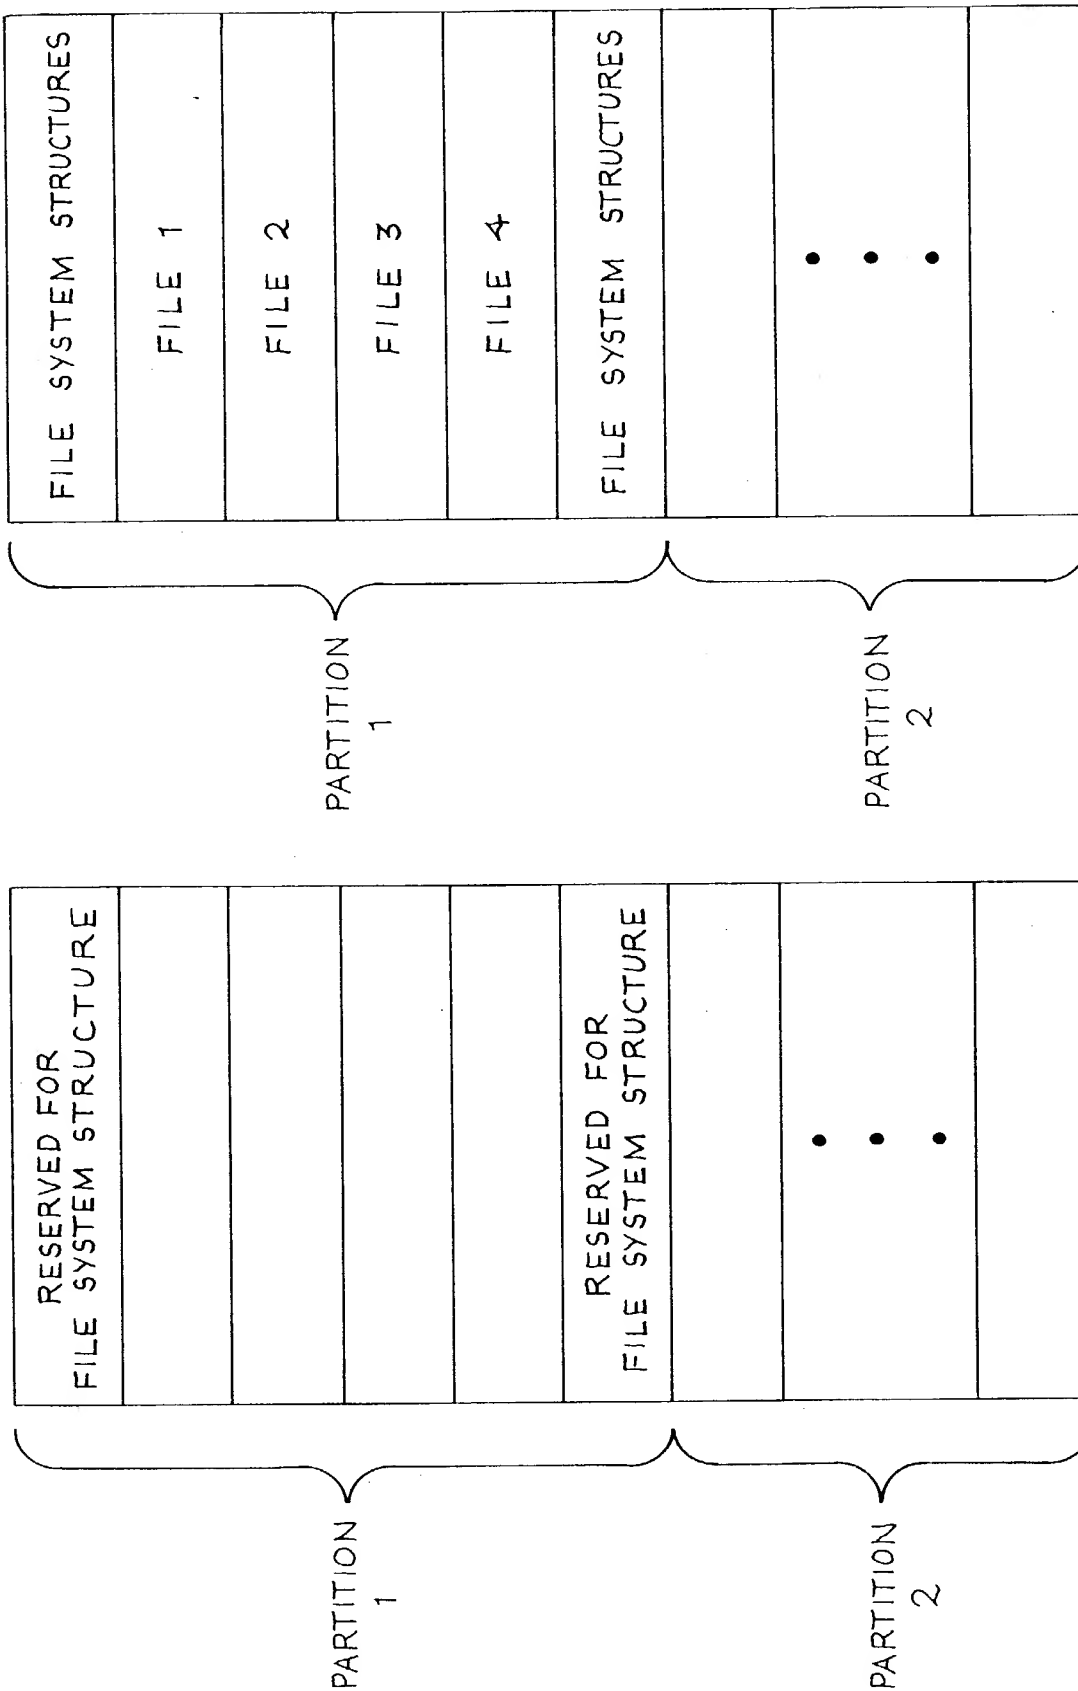 RESERVED FOR
FILE SYSTEM STRUCTURE
PARTITION
1
RESERVED FOR
FILE SYSTEM STRUCTURE
PARTITION
2
FILE SYSTEM STRUCTURES
FILE 1
FILE 2
PARTITION
1
FILE 3
FILE 4
FILE SYSTEM STRUCTURES
PARTITION
2